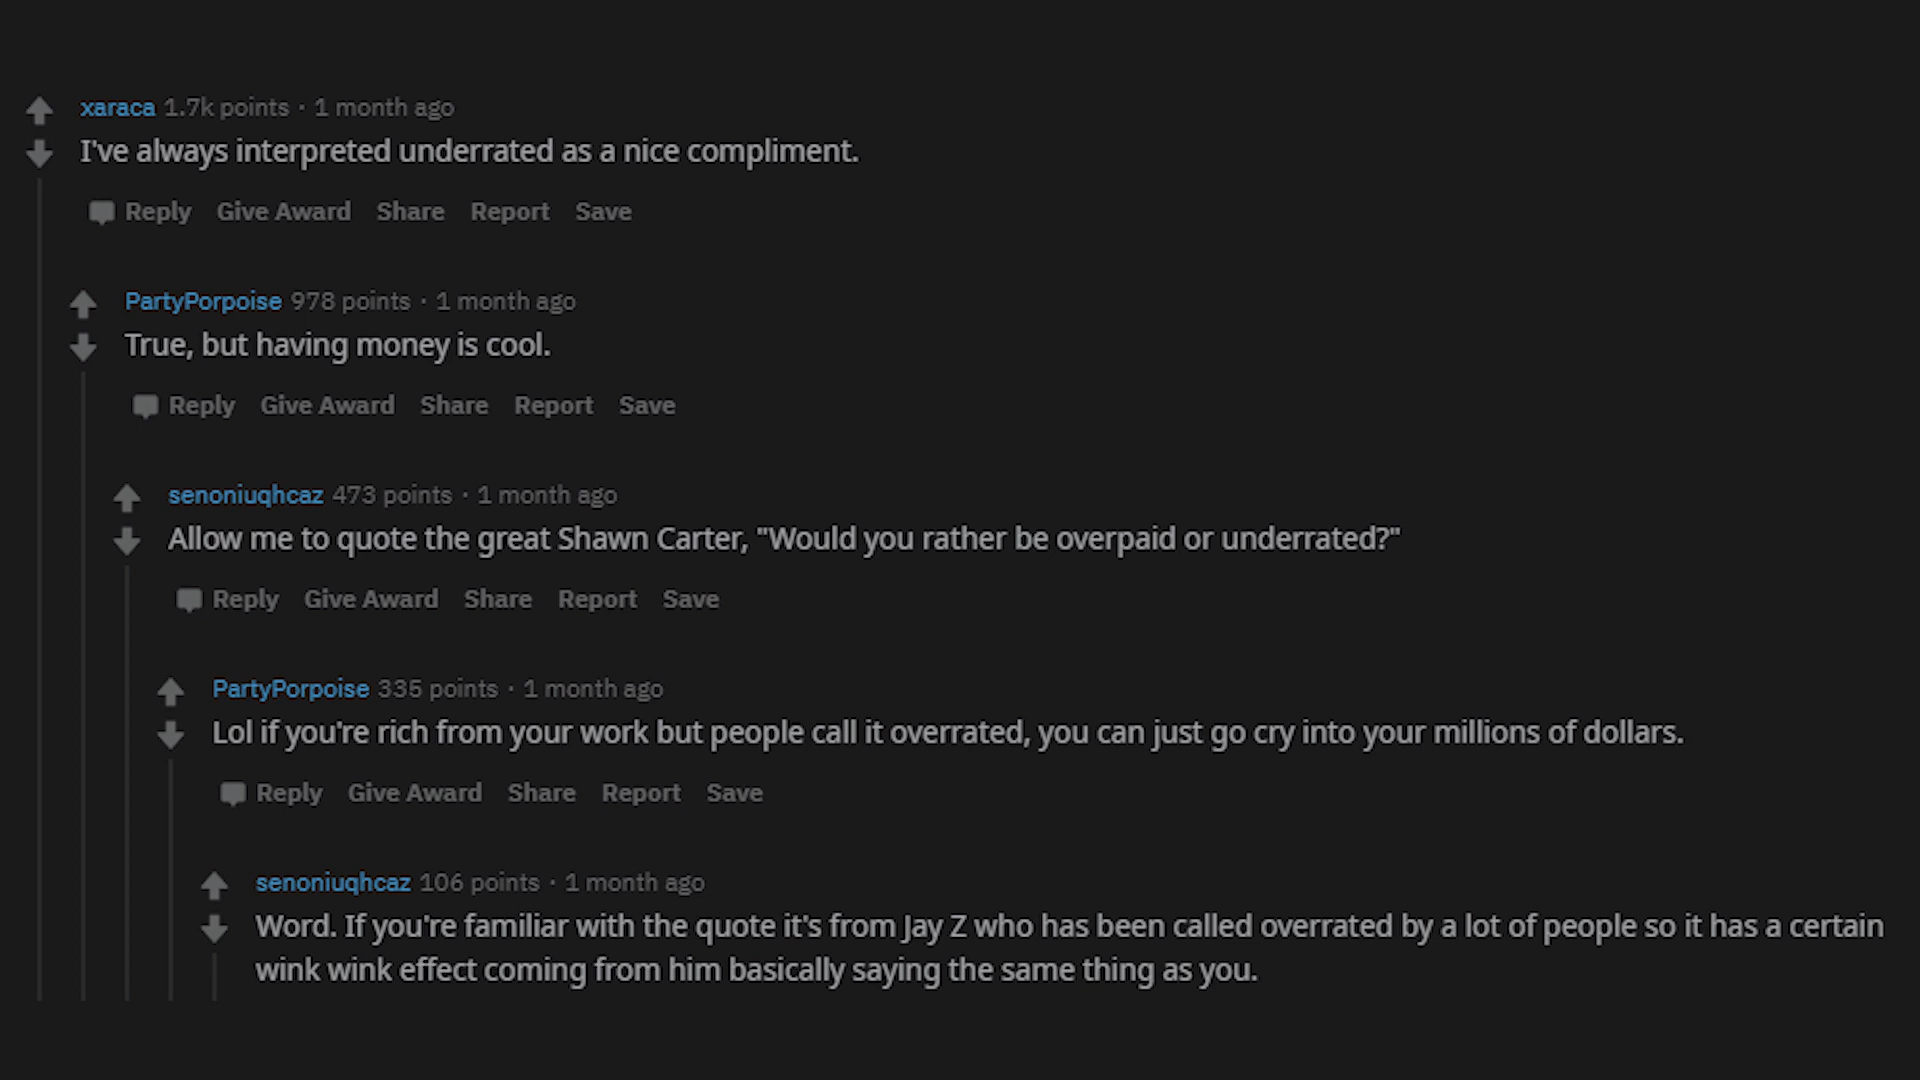 xaraca 1.7k points · 1 month ago
I've always interpreted underrated as a nice compliment.
Reply Give Award Share Report Save
PartyPorpoise 978 points · 1 month ago
True, but having money is cool.
Reply Give Award Share Report Save
senoniuqhcaz 473 points · 1 month ago
Allow me to quote the great Shawn Carter, "Would you rather be overpaid or underrated?"
Reply Give Award Share Report Save
PartyPorpoise 335 points · 1 month ago
Lol if you're rich from your work but people call it overrated, you can just go cry into your millions of dollars.
Reply Give Award Share Report Save
senoniuqhcaz 106 points · 1 month ago
Word. If you're familiar with the quote it's from Jay Z who has been called overrated by a lot of people so it has a certain
wink wink effect coming from him basically saying the same thing as you.